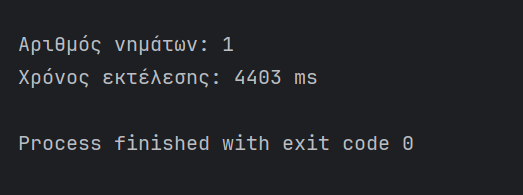 Αριθμός νημάτων: 1
Χρόνος εκτέλεσης: 4403 ms
Process finished with exit code 0